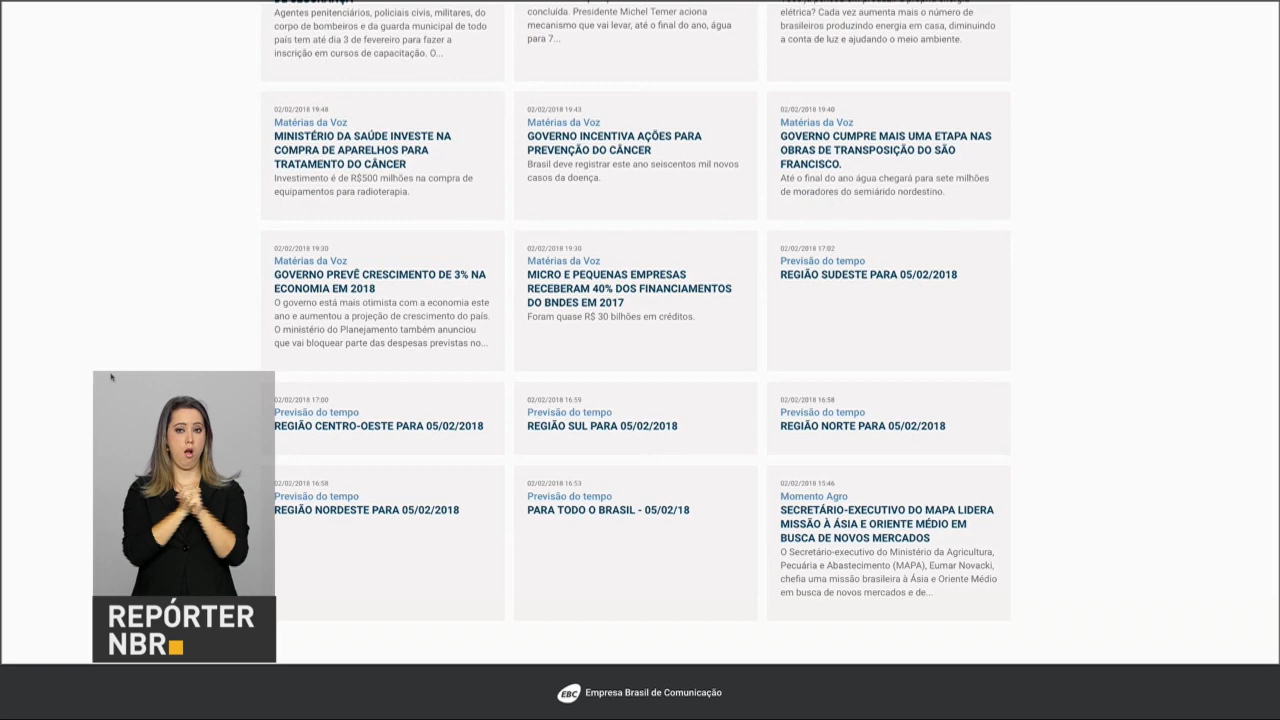 Agentes penitenciários, policiais civis, militares, do
corpo de bombeiros e da guarda municipal de todo
país tem até dia 3 de fevereiro para fazer a
inscrição em cursos de capacitação. O...
concluída. Presidente Michel Temer aciona
mecanismo que vai levar, até o final do ano, água
para 7...
elétrica? Cada vez aumenta mais o número de
brasileiros produzindo energia em casa, diminuindo
a conta de luz e ajudando o meio ambiente.
02/02/2018 19:48
Matérias da Voz
MINISTÉRIO DA SAÚDE INVESTE NA
COMPRA DE APARELHOS PARA
TRATAMENTO DO CÂNCER
Investimento é de R$500 milhões na compra de
equipamentos para radioterapia.
02/02/2018 19:43
Matérias da Voz
GOVERNO INCENTIVA AÇÕES PARA
PREVENÇÃO DO CÂNCER
Brasil deve registrar este ano seiscentos mil novos
casos da doença.
02/02/2018 19:40
Matérias da Voz
GOVERNO CUMPRE MAIS UMA ETAPA NAS
OBRAS DE TRANSPOSIÇÃO DO SÃO
FRANCISCO.
Até o final do ano água chegará para sete milhões
de moradores do semiárido nordestino.
02/02/2018 19:30
Matérias da Voz
GOVERNO PREVÊ CRESCIMENTO DE 3% NA
ECONOMIA EM 2018
O governo está mais otimista com a economia este
ano e aumentou a projeção de crescimento do país.
O ministério do Planejamento também anunciou
que vai bloquear parte das despesas previstas no...
02/02/2018 19:30
Matérias da Voz
MICRO E PEQUENAS EMPRESAS
RECEBERAM 40% DOS FINANCIAMENTOS
DO BNDES EM 2017
Foram quase R$ 30 bilhões em créditos.
02/02/2018 17:02
Previsão do tempo
REGIÃO SUDESTE PARA 05/02/2018
02/02/2018 17:00
Previsão do tempo
REGIÃO CENTRO-OESTE PARA 05/02/2018
02/02/2018 16:59
Previsão do tempo
REGIÃO SUL PARA 05/02/2018
02/02/2018 16:58
Previsão do tempo
REGIÃO NORTE PARA 05/02/2018
02/02/2018 16:58
Previsão do tempo
REGIÃO NORDESTE PARA 05/02/2018
02/02/2018 16:53
Previsão do tempo
PARA TODO O BRASIL - 05/02/18
02/02/2018 15:46
Momento Agro
SECRETÁRIO-EXECUTIVO DO MAPA LIDERA
MISSÃO À ÁSIA E ORIENTE MÉDIO EM
BUSCA DE NOVOS MERCADOS
O Secretário-executivo do Ministério da Agricultura,
Pecuária e Abastecimento (MAPA), Eumar Novacki,
chefia uma missão brasileira à Ásia e Oriente Médio
em busca de novos mercados e de...
REPÓRTER
NBR
EBC Empresa Brasil de Comunicação